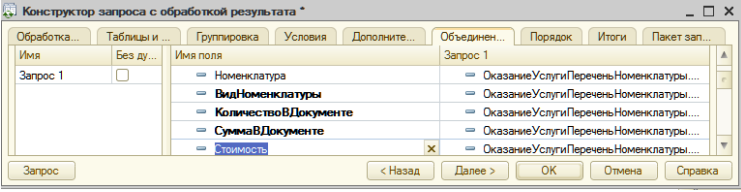 Конструктор запроса с обработкой результата *
Обработка... Таблицы и ... Группировка Условия Дополните... Объединен... Порядок Итоги Пакет зап...
Имя Без ду... Имя поля Запрос 1
Запрос 1 Номенклатура ОказаниеУслугиПереченьНоменклатуры....
ВидНоменклатуры ОказаниеУслугиПереченьНоменклатуры....
КоличествоВДокументе ОказаниеУслугиПереченьНоменклатуры....
СуммаВДокументе ОказаниеУслугиПереченьНоменклатуры....
Стоимость ОказаниеУслугиПереченьНоменклатуры....
Запрос < Назад Далее > OK Отмена Справка